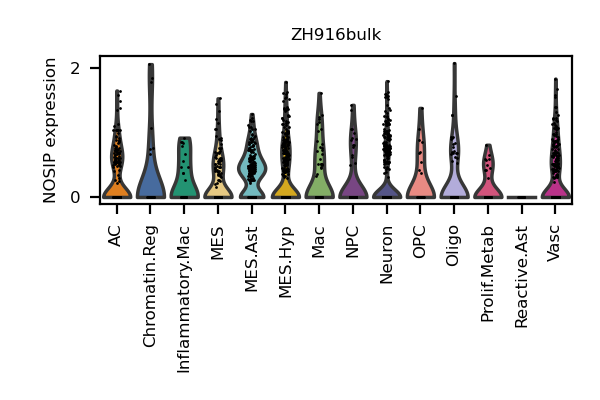 ZH916bulk
NOSIP expression
2
0
AC
Chromatin.Reg
Inflammatory.Mac
MES
MES.Ast
MES.Hyp
Mac
NPC
Neuron
OPC
Oligo
Prolif.Metab
Reactive.Ast
Vasc